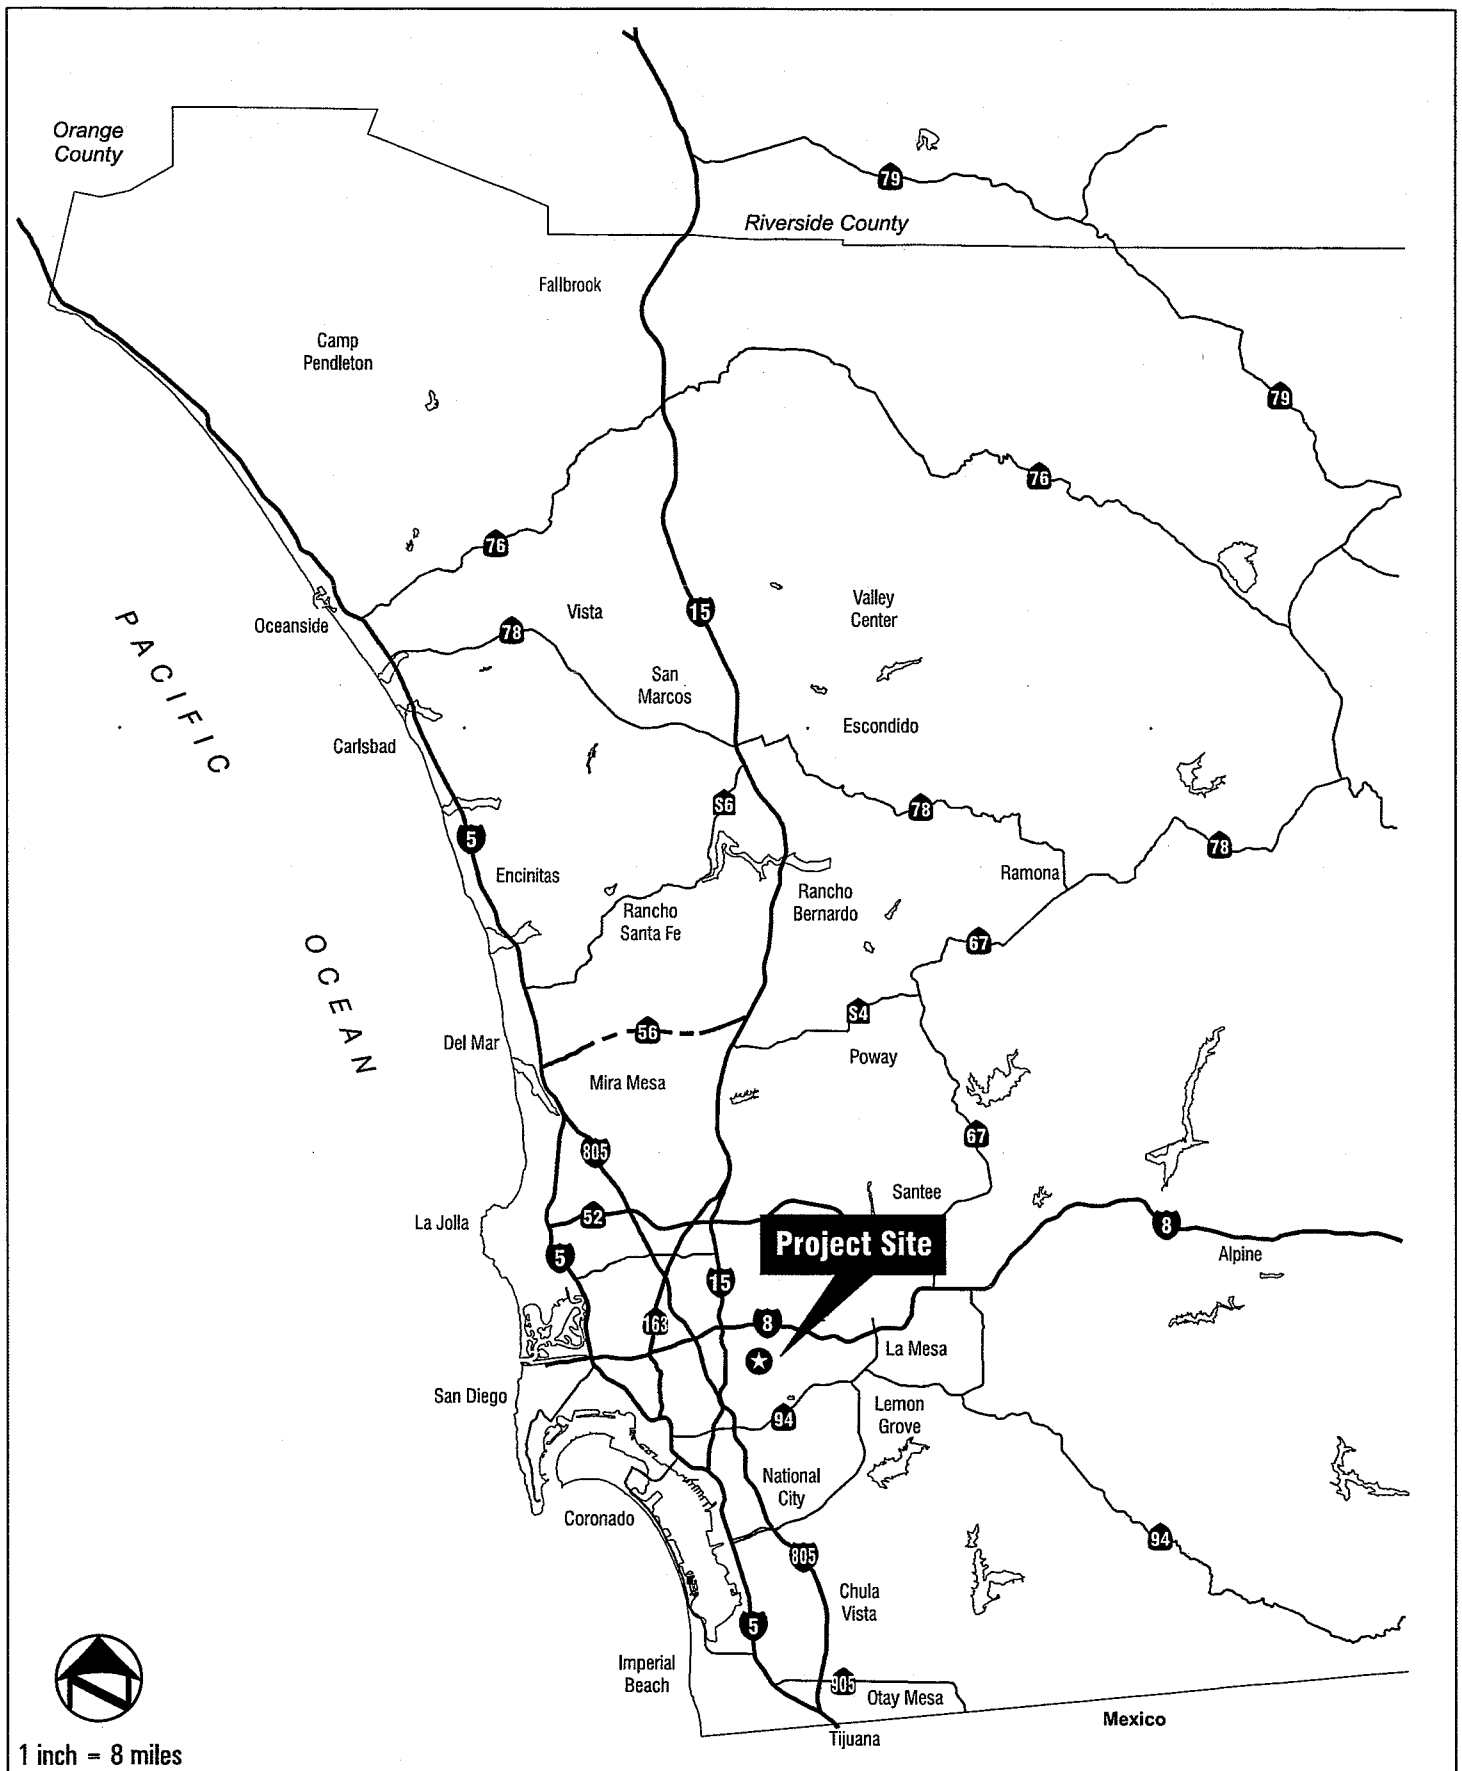 Orange
County
79
Riverside County
Fallbrook
Camp
Pendleton
79
76
76
15
Valley
Center
Vista
Oceanside
78
San
Marcos
Escondido
Carlsbad
S6
78
5
78
Encinitas
Ramona
Rancho
Bernardo
Rancho
Santa Fe
67
PACIFIC
OCEAN
S4
56
Del Mar
Poway
Mira Mesa
67
805
Santee
52
La Jolla
8
Project Site
Alpine
5
15
163
8
La Mesa
San Diego
94
Lemon
Grove
National
City
Coronado
94
805
Chula
Vista
5
Imperial
Beach
905
Otay Mesa
Mexico
Tijuana
1 inch = 8 miles